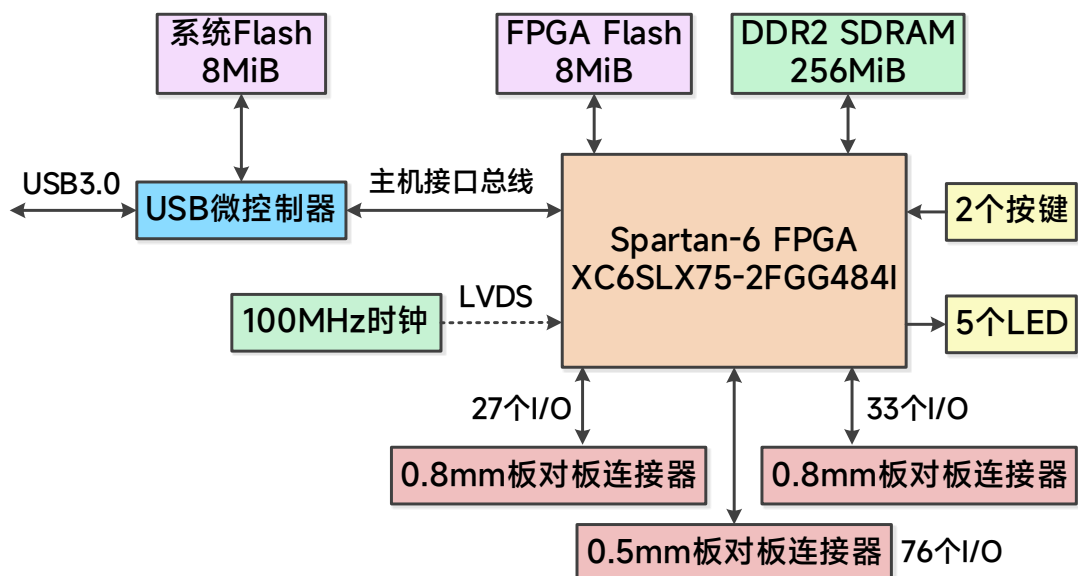 系统Flash
8MiB
FPGA Flash
8MiB
DDR2 SDRAM
256MiB
USB3.0
USB微控制器
主机接口总线
Spartan-6 FPGA
XC6SLX75-2FGG484I
2个按键
100MHz时钟
LVDS
5个LED
27个I/O
33个I/O
0.8mm板对板连接器
0.8mm板对板连接器
0.5mm板对板连接器
76个I/O